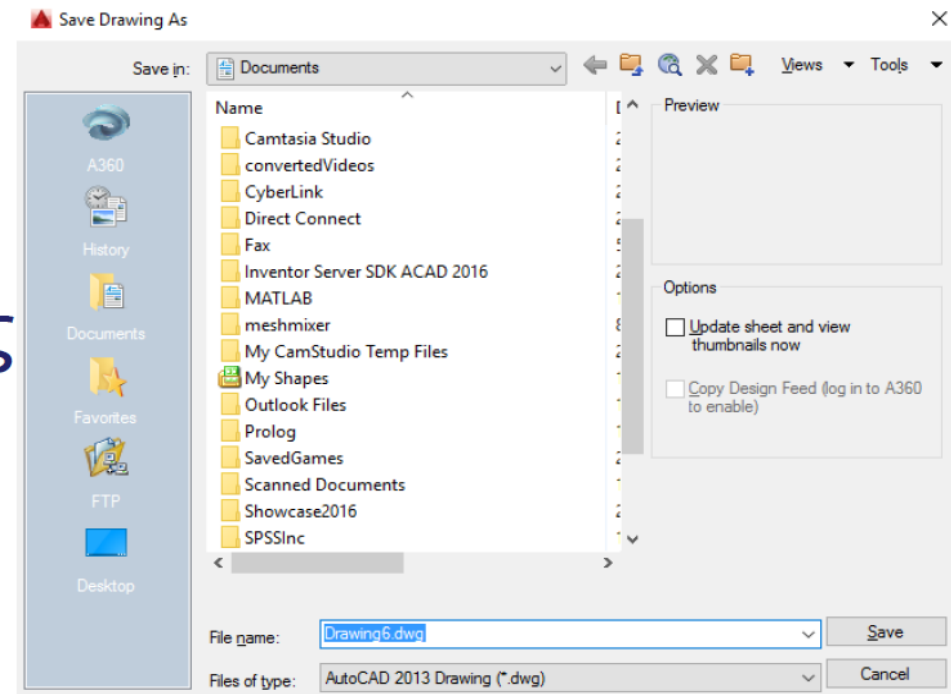 Save Drawing As
Save in: Documents Views Tools
A360
History
Documents
Favorites
FTP
Desktop
Name
Camtasia Studio
convertedVideos
CyberLink
Direct Connect
Fax
Inventor Server SDK ACAD 2016
MATLAB
meshmixer
My CamStudio Temp Files
My Shapes
Outlook Files
Prolog
SavedGames
Scanned Documents
Showcase2016
SPSSInc
Preview
Options
Update sheet and view
thumbnails now
Copy Design Feed (log in to A360
to enable)
File name: Drawing6.dwg Save
Files of type: AutoCAD 2013 Drawing (*.dwg) Cancel